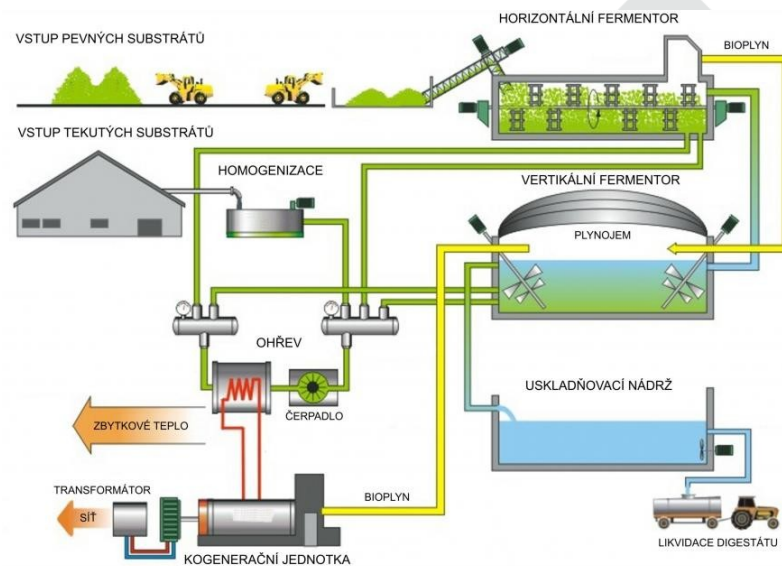 HORIZONTÁLNÍ FERMENTOR
VSTUP PEVNÝCH SUBSTRÁTŮ
BIOPLYN
VSTUP TEKUTÝCH SUBSTRÁTŮ
HOMOGENIZACE
VERTIKÁLNÍ FERMENTOR
PLYNOJEM
OHŘEV
USKLADŇOVACÍ NÁDRŽ
ČERPADLO
ZBYTKOVÉ TEPLO
TRANSFORMÁTOR
BIOPLYN
SÍŤ
LIKVIDACE DIGESTÁTU
KOGENERAČNÍ JEDNOTKA